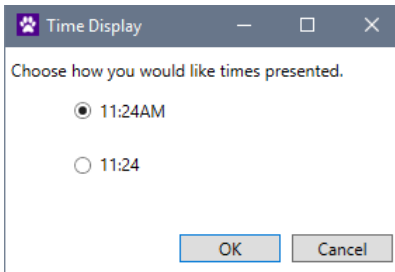 Time Display
Choose how you would like times presented.
11:24AM
11:24
OK Cancel